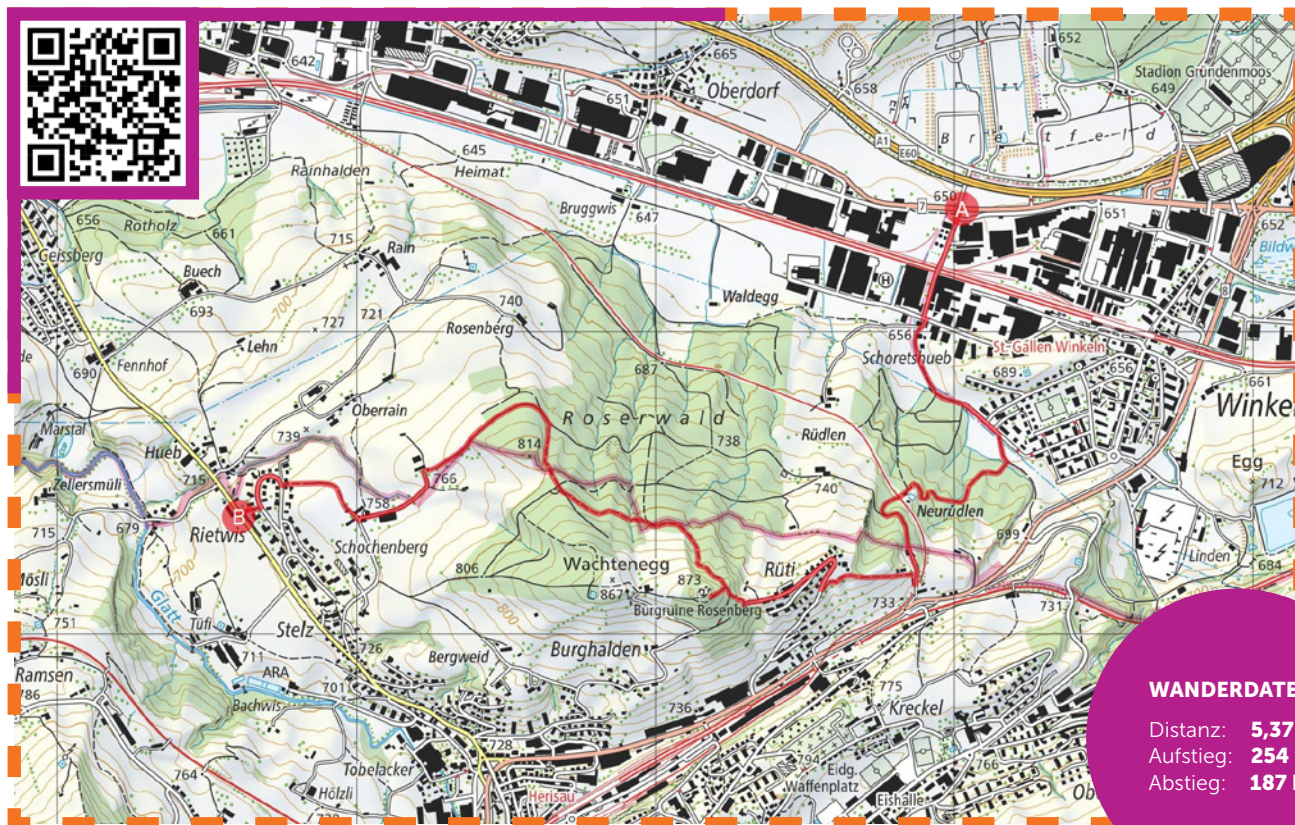 642
665
652
Stadion Gründenmoos
649
Oberdorf
658
651
Breitfeld
A1
E60
645
Heimat
Rainhalden
Bruggwis
647
7
650
A
651
652
656
Rotholz
661
715
Geissberg
Rain
Buech
693
700
727
721
740
Rosenberg
Waldegg
H
8
656
Schoretshueb
St. Gallen Winkeln
689
656
661
Lehn
Fennhof
690
687
Oberrain
Roserwald
738
Rüdlen
Marstal
739
814
Hueb
715
766
740
Egg
712
Zellersmüli
758
Neurüdlen
715
679
B
Rietwis
Schochenberg
699
Linden
684
700
806
Wachtenegg
867
873
Rüti
Burgruine Rosenberg
733
731
751
Glatt
Tüfi
Stelz
800
726
Burghalden
Bergweid
711
ARA
701
Ramsen
786
Bachwis
736
775
Kreckel
728
764
Tobelacker
Hölzli
794
Eidg.
Waffenplatz
766
Herisau
Eishalle
WANDERDATE
Distanz: 5,37
Aufstieg: 254
Abstieg: 187